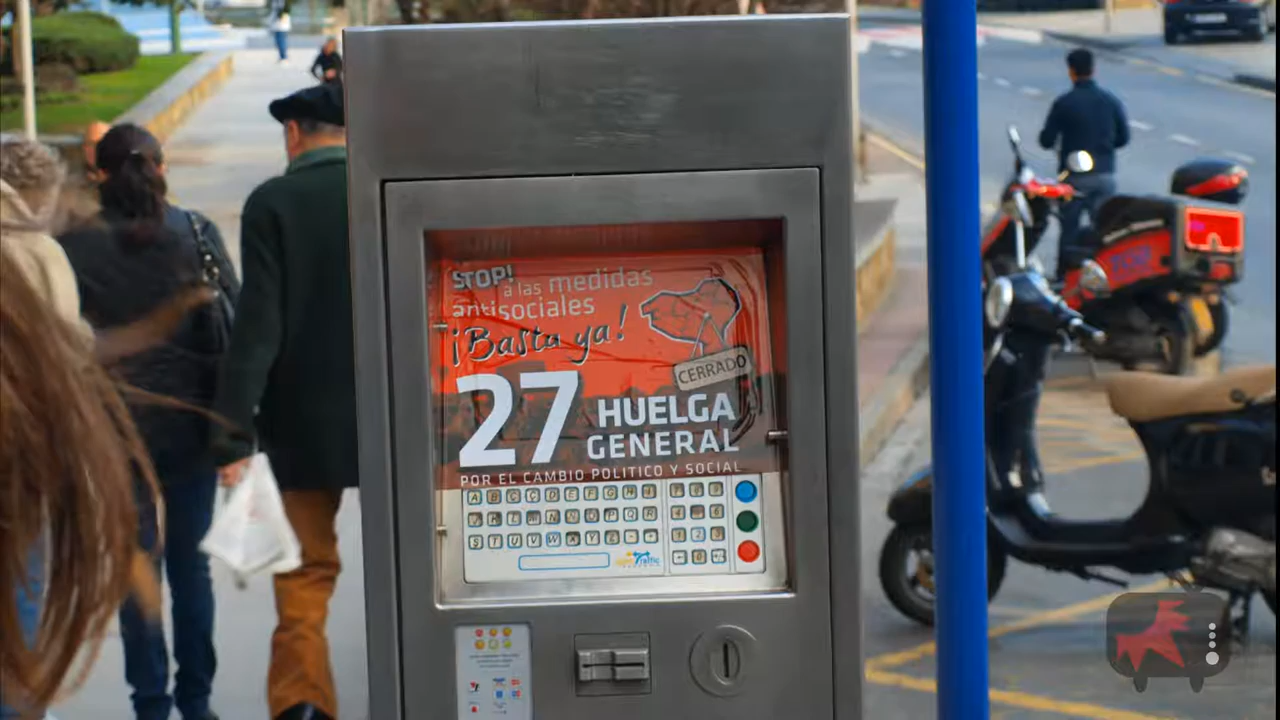 STOP!
a las medidas
antisociales
¡Basta ya!
CERRADO
27 HUELGA
GENERAL
POR EL CAMBIO POLITICO Y SOCIAL
A B C D E F G H I
S T U V W X Y Z